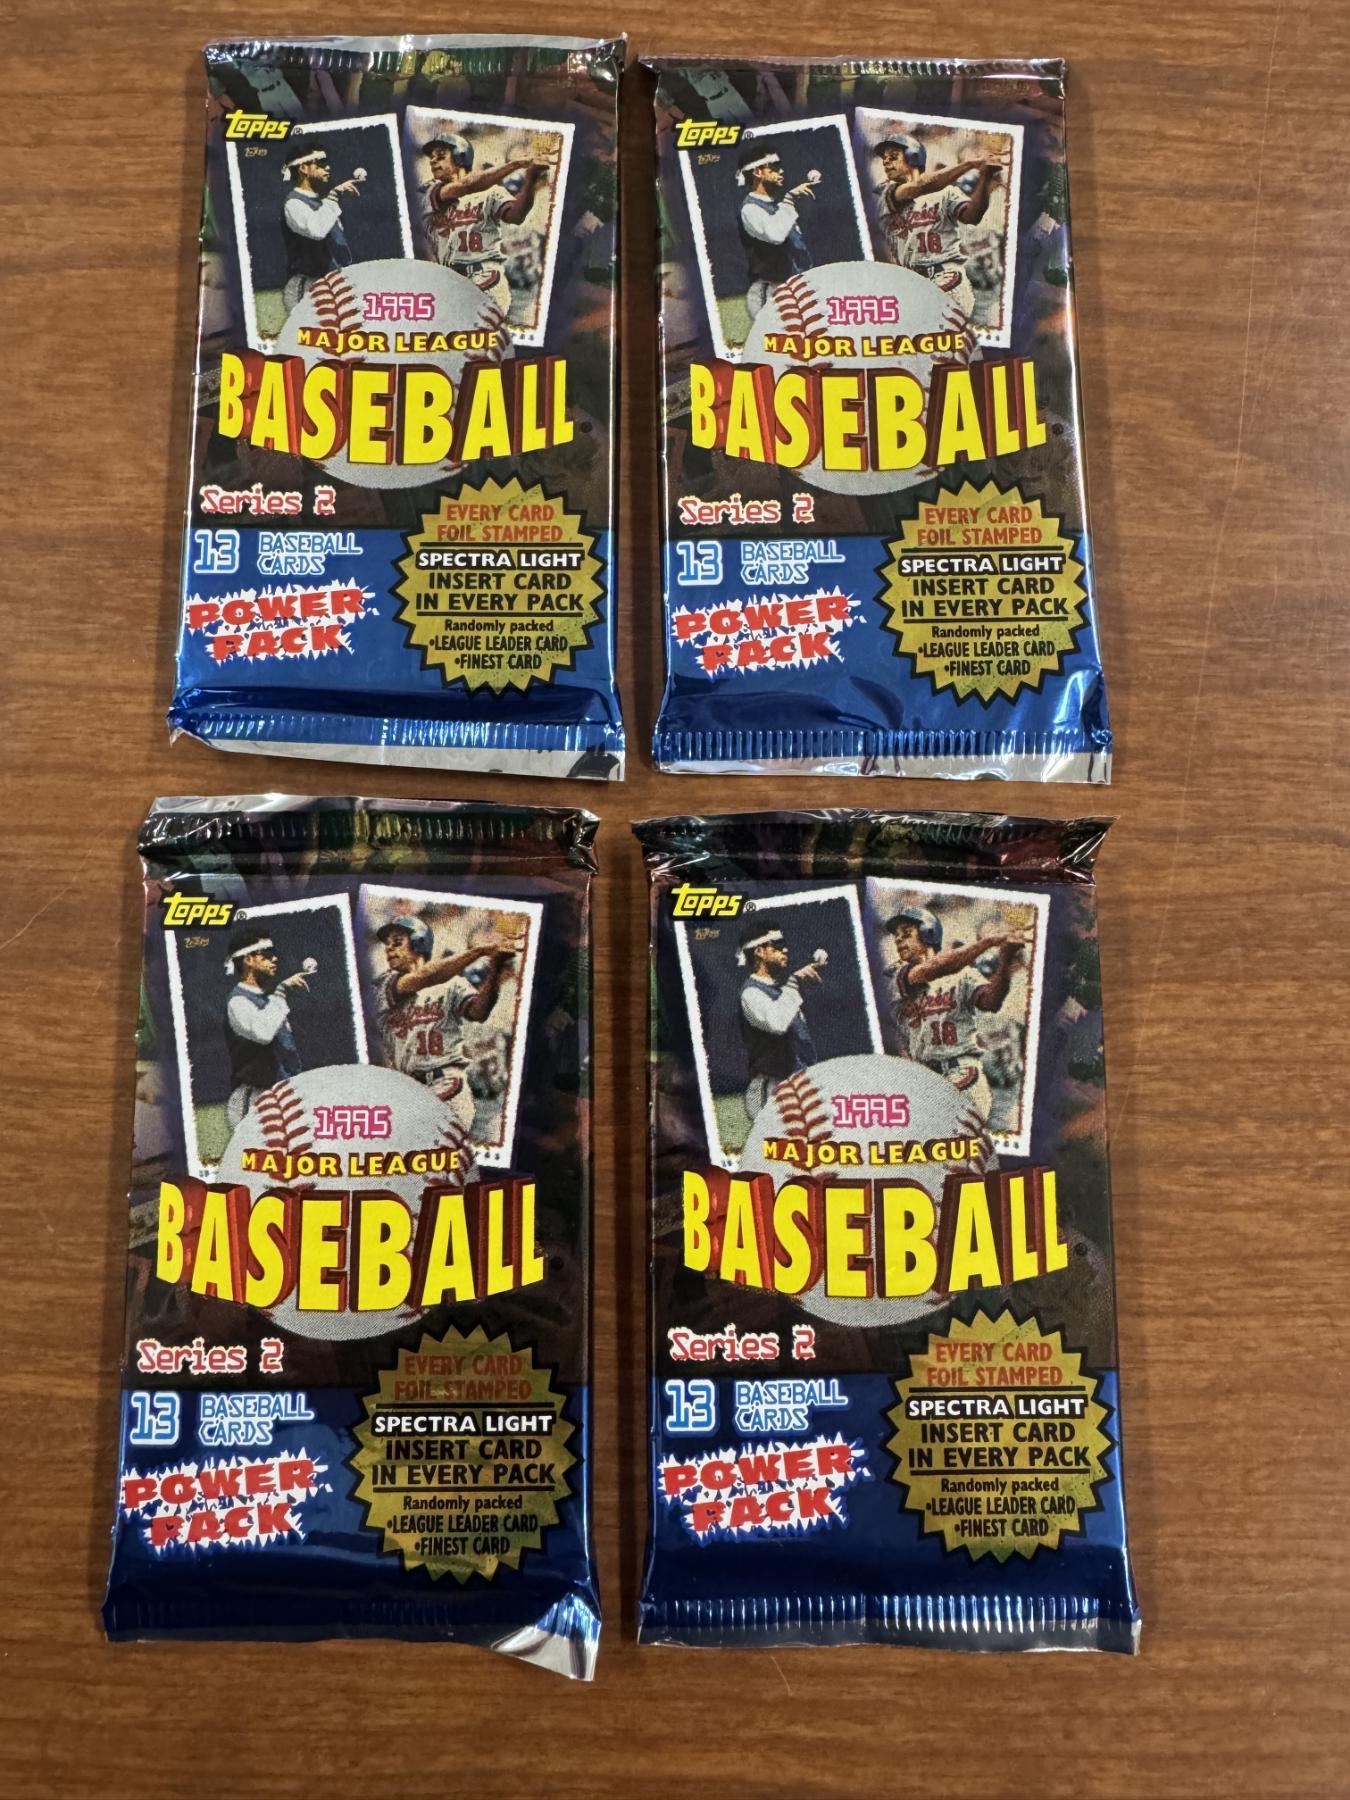 Topps®
1995
MAJOR LEAGUE
BASEBALL®
Series 2
13 BASEBALL
CARDS
POWER
PACK
EVERY CARD
FOIL STAMPED
SPECTRA LIGHT
INSERT CARD
IN EVERY PACK
Randomly packed
•LEAGUE LEADER CARD
•FINEST CARD
18
Topps®
1995
MAJOR LEAGUE
BASEBALL®
Series 2
13 BASEBALL
CARDS
POWER
PACK
EVERY CARD
FOIL STAMPED
SPECTRA LIGHT
INSERT CARD
IN EVERY PACK
Randomly packed
•LEAGUE LEADER CARD
•FINEST CARD
18
Topps®
1995
MAJOR LEAGUE
BASEBALL®
Series 2
13 BASEBALL
CARDS
POWER
PACK
EVERY CARD
FOIL STAMPED
SPECTRA LIGHT
INSERT CARD
IN EVERY PACK
Randomly packed
•LEAGUE LEADER CARD
•FINEST CARD
18
Topps®
1995
MAJOR LEAGUE
BASEBALL®
Series 2
13 BASEBALL
CARDS
POWER
PACK
EVERY CARD
FOIL STAMPED
SPECTRA LIGHT
INSERT CARD
IN EVERY PACK
Randomly packed
•LEAGUE LEADER CARD
•FINEST CARD
18